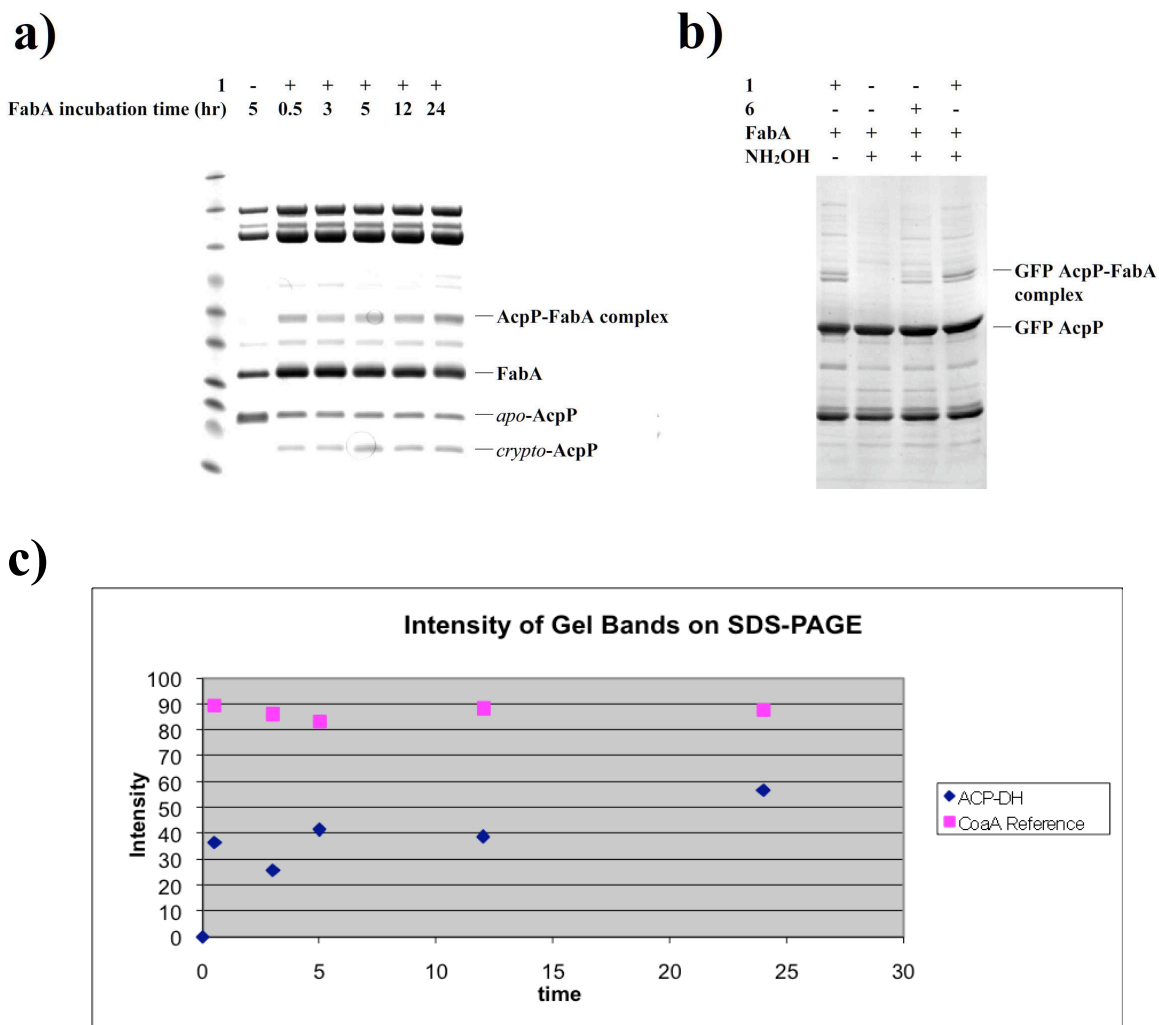 a)
1 - + + + + +
FabA incubation time (hr) 5 0.5 3 5 12 24
AcpP-FabA complex
FabA
apo-AcpP
crypto-AcpP
b)
1 + - - +
6 - - + -
FabA + + + +
NH₂OH - + + +
GFP AcpP-FabA
complex
GFP AcpP
c)
Intensity of Gel Bands on SDS-PAGE
100
90
80
70
60
50
40
30
20
10
0
Intensity
0 5 10 15 20 25 30
time
ACP-DH
CoaA Reference